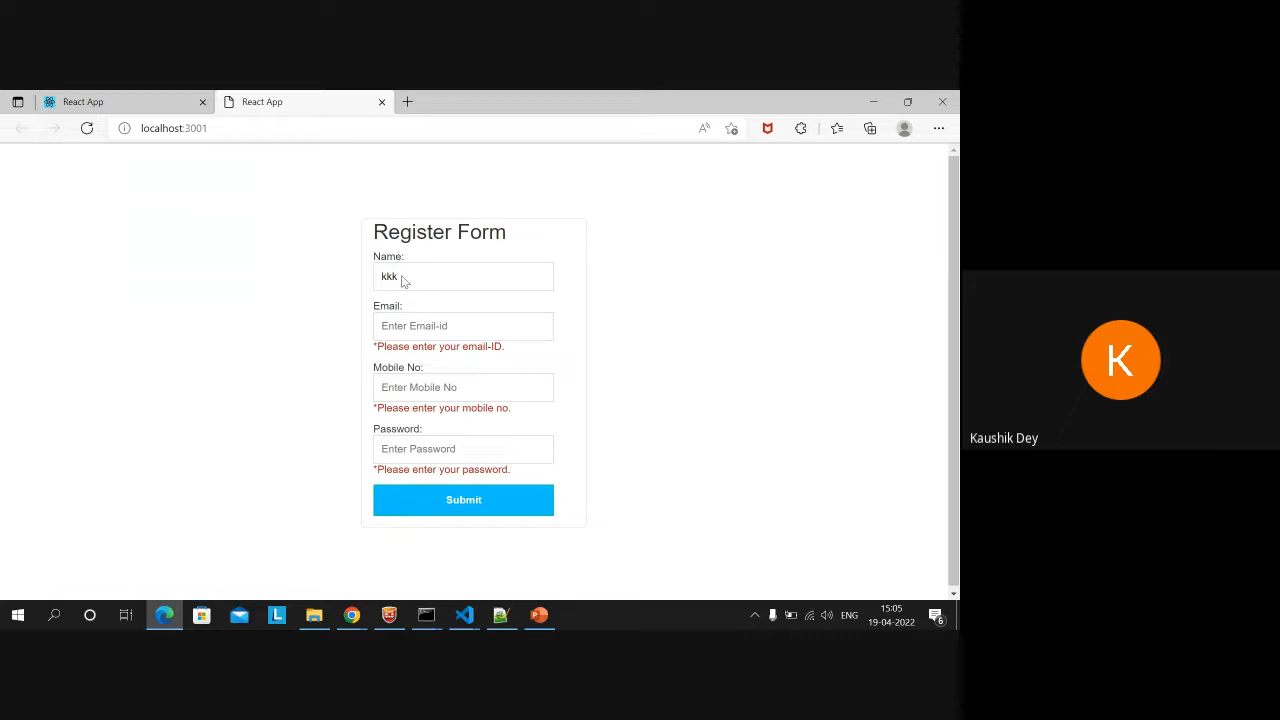 React App
React App
localhost:3001
Register Form
Name:
kkk
Email:
Enter Email-id
*Please enter your email-ID.
Mobile No:
Enter Mobile No
*Please enter your mobile no.
Password:
Enter Password
*Please enter your password.
Submit
K
Kaushik Dey
L
ENG
15:05
19-04-2022
6